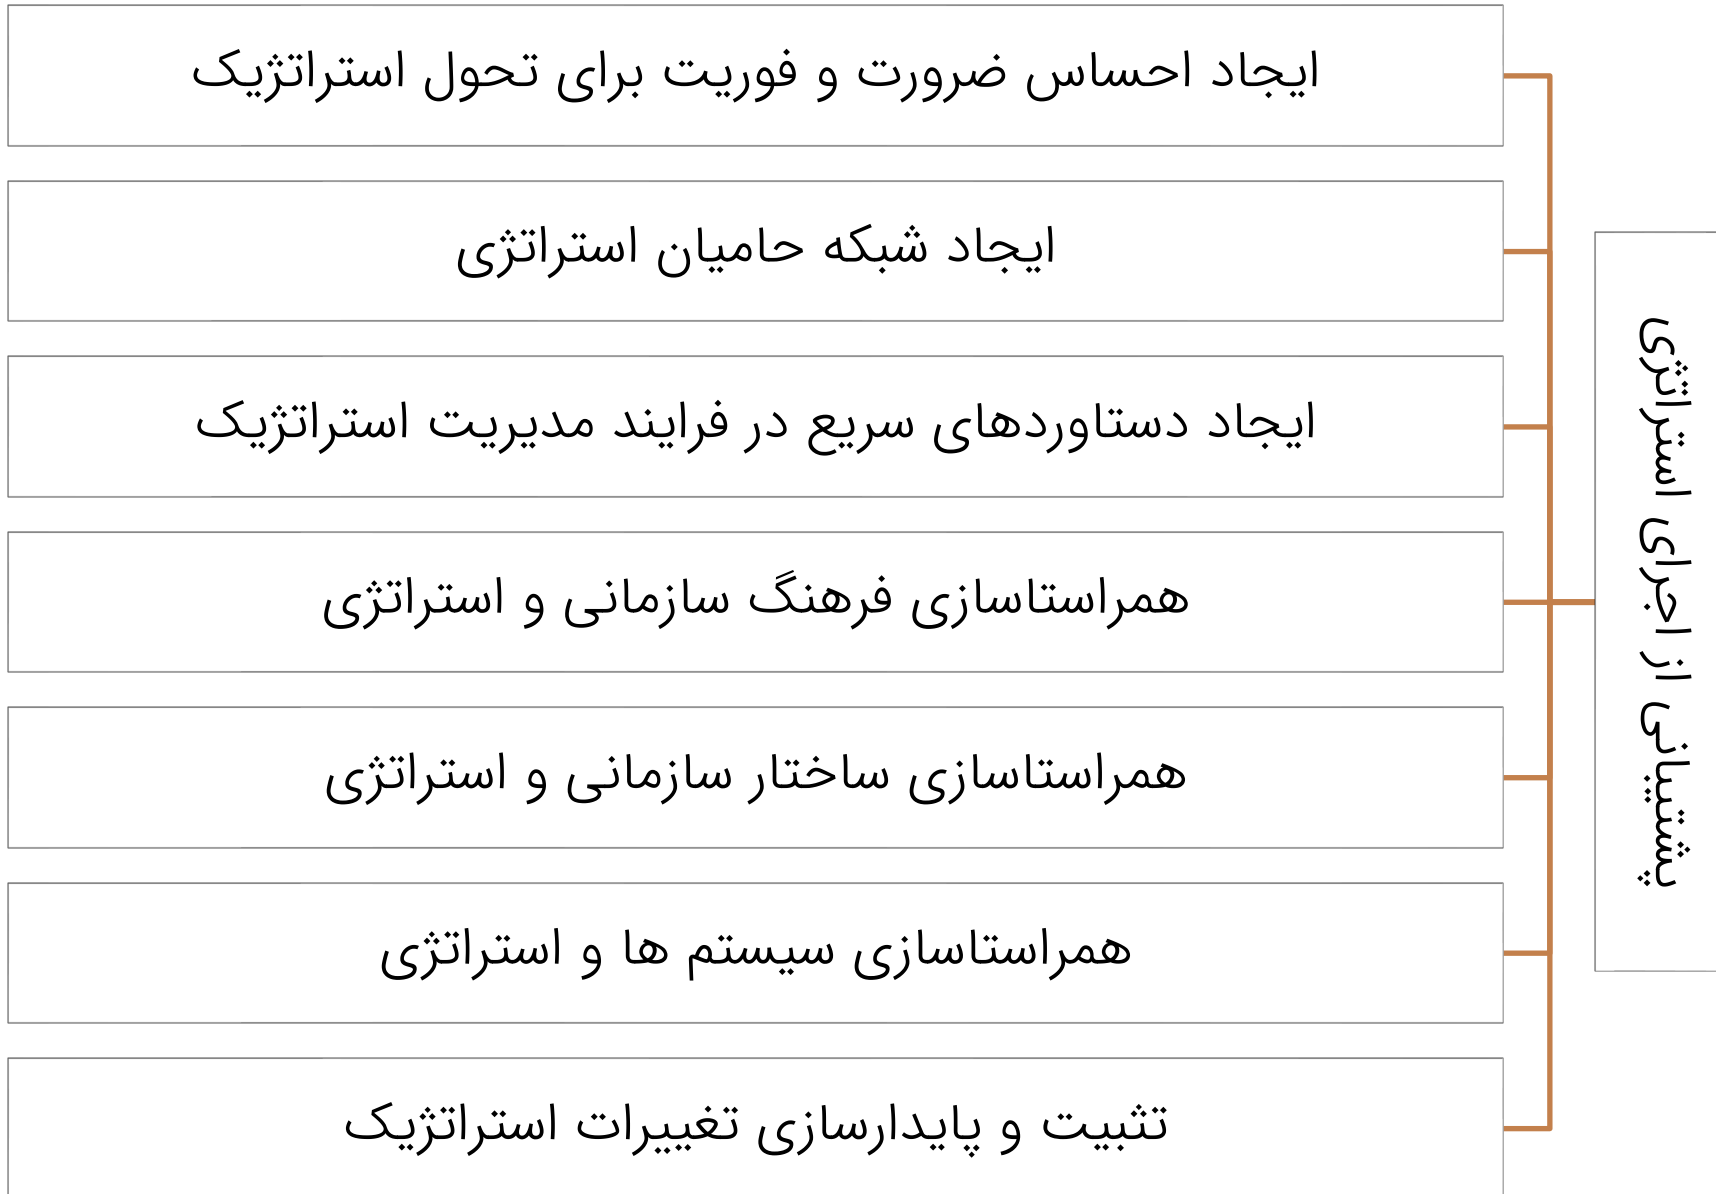 پشتیبانی از اجرای استراتژی
ایجاد احساس ضرورت و فوریت برای تحول استراتژیک
ایجاد شبکه حامیان استراتژی
ایجاد دستاوردهای سریع در فرایند مدیریت استراتژیک
همراستاسازی فرهنگ سازمانی و استراتژی
همراستاسازی ساختار سازمانی و استراتژی
همراستاسازی سیستم ها و استراتژی
تثبیت و پایدارسازی تغییرات استراتژیک